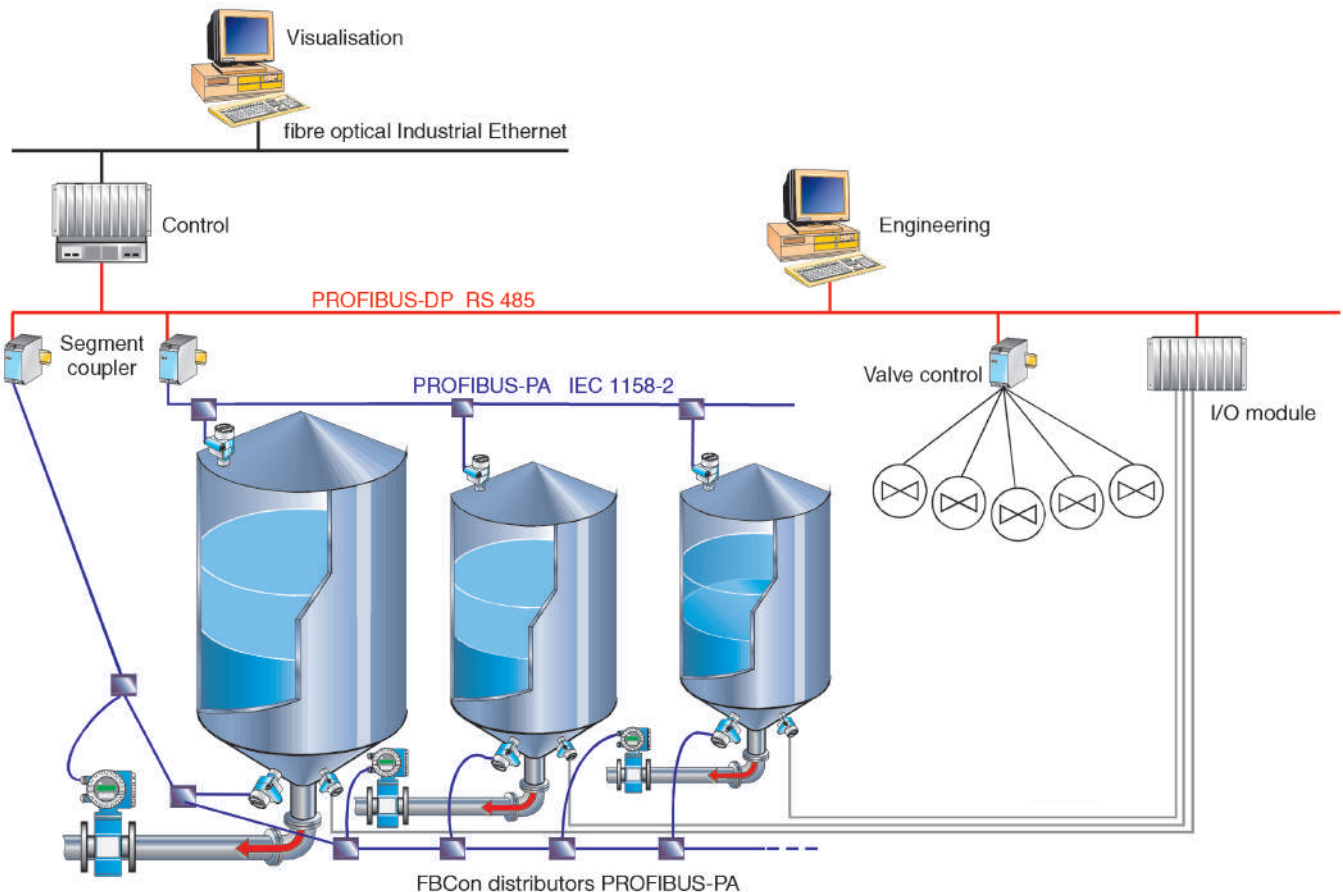 Visualisation
fibre optical Industrial Ethernet
Control
Engineering
PROFIBUS-DP RS 485
Segment
coupler
PROFIBUS-PA IEC 1158-2
Valve control
I/O module
FBCon distributors PROFIBUS-PA